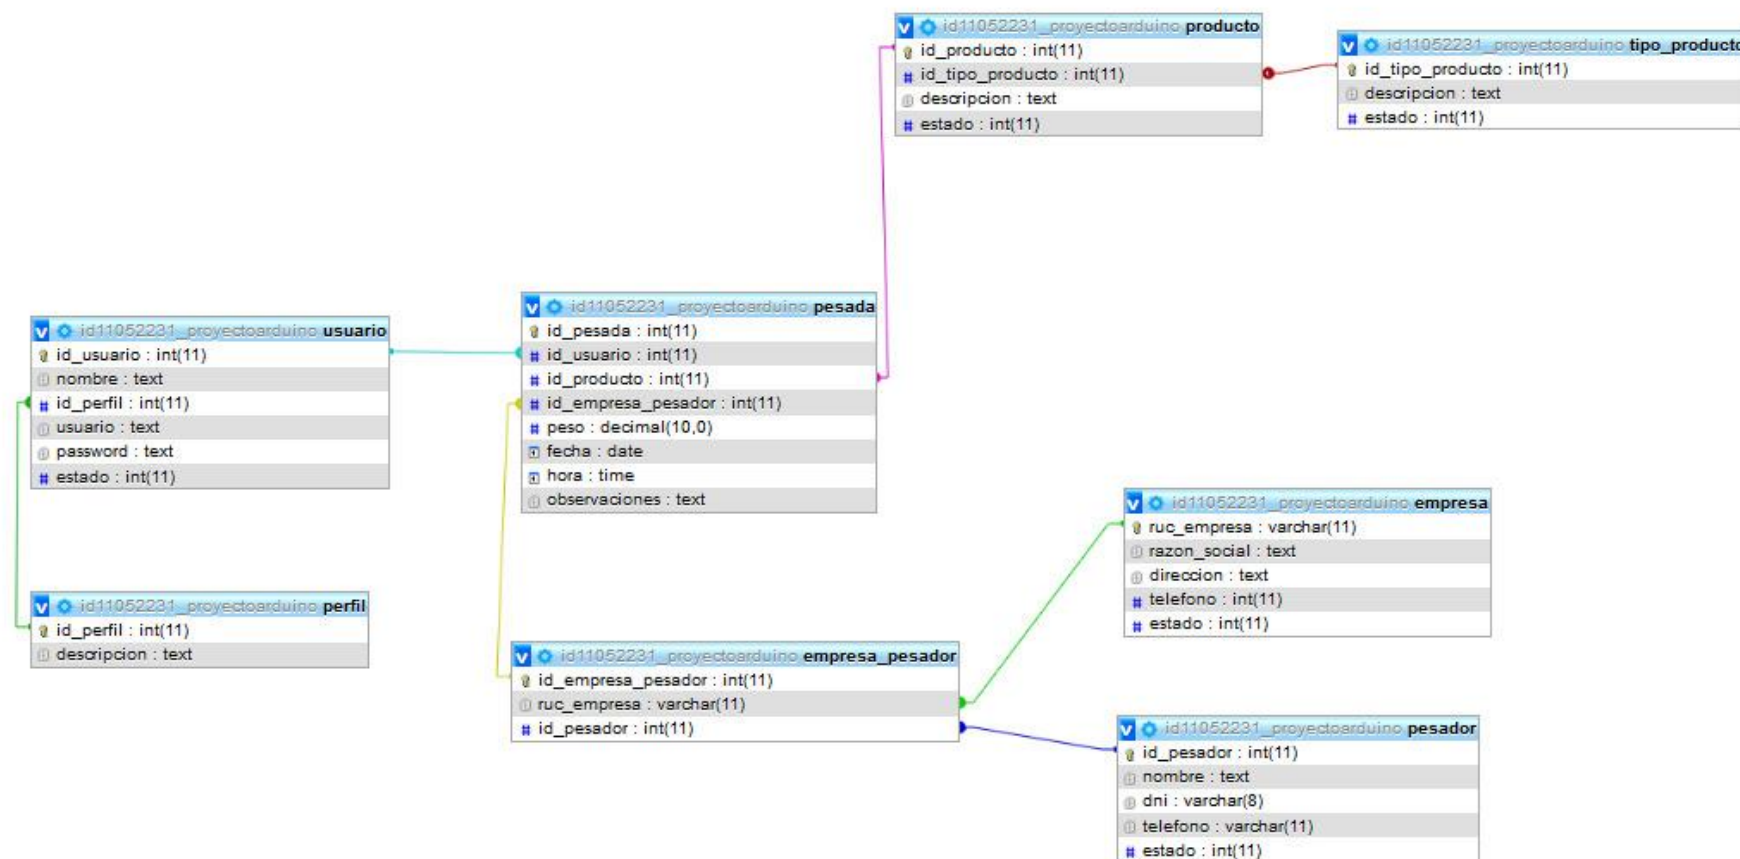 id11052231_proyectoarduino producto
id_producto : int(11)
id_tipo_producto : int(11)
descripcion : text
estado : int(11)
id11052231_proyectoarduino tipo_producto
id_tipo_producto : int(11)
descripcion : text
estado : int(11)
id11052231_proyectoarduino usuario
id_usuario : int(11)
nombre : text
id_perfil : int(11)
usuario : text
password : text
estado : int(11)
id11052231_proyectoarduino pesada
id_pesada : int(11)
id_usuario : int(11)
id_producto : int(11)
id_empresa_pesador : int(11)
peso : decimal(10,0)
fecha : date
hora : time
observaciones : text
id11052231_proyectoarduino perfil
id_perfil : int(11)
descripcion : text
id11052231_proyectoarduino empresa_pesador
id_empresa_pesador : int(11)
ruc_empresa : varchar(11)
id_pesador : int(11)
id11052231_proyectoarduino empresa
ruc_empresa : varchar(11)
razon_social : text
direccion : text
telefono : int(11)
estado : int(11)
id11052231_proyectoarduino pesador
id_pesador : int(11)
nombre : text
dni : varchar(8)
telefono : varchar(11)
estado : int(11)